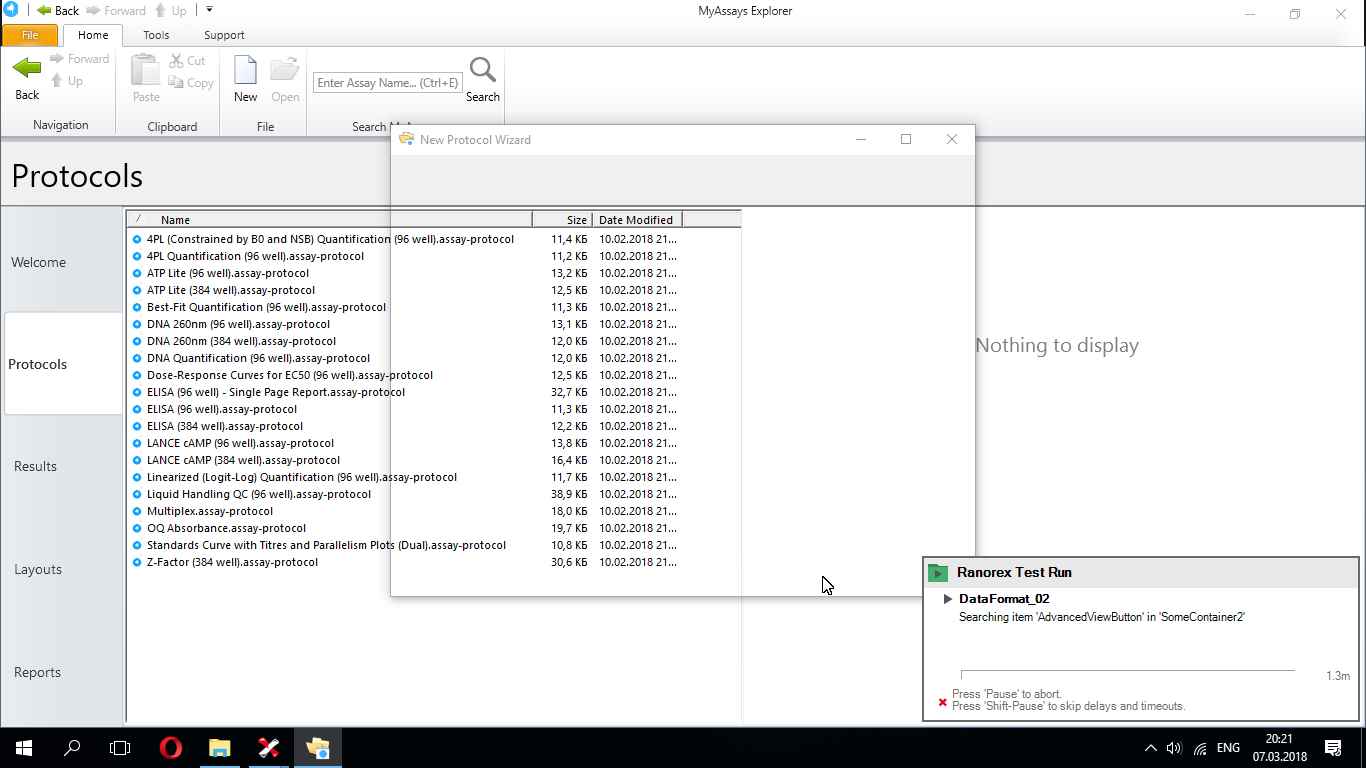 Back Forward Up
MyAssays Explorer
File Home Tools Support
Back
Forward
Up
Navigation
Paste
Cut
Copy
Clipboard
New
Open
File
Enter Assay Name... (Ctrl+E)
Search
New Protocol Wizard
Protocols
Welcome
Protocols
Results
Layouts
Reports
Name Size Date Modified
4PL (Constrained by B0 and NSB) Quantification (96 well).assay-protocol 11,4 КБ 10.02.2018 21...
4PL Quantification (96 well).assay-protocol 11,2 КБ 10.02.2018 21...
ATP Lite (96 well).assay-protocol 13,2 КБ 10.02.2018 21...
ATP Lite (384 well).assay-protocol 12,5 КБ 10.02.2018 21...
Best-Fit Quantification (96 well).assay-protocol 11,3 КБ 10.02.2018 21...
DNA 260nm (96 well).assay-protocol 13,1 КБ 10.02.2018 21...
DNA 260nm (384 well).assay-protocol 12,0 КБ 10.02.2018 21...
DNA Quantification (96 well).assay-protocol 12,0 КБ 10.02.2018 21...
Dose-Response Curves for EC50 (96 well).assay-protocol 12,5 КБ 10.02.2018 21...
ELISA (96 well) - Single Page Report.assay-protocol 32,7 КБ 10.02.2018 21...
ELISA (96 well).assay-protocol 11,3 КБ 10.02.2018 21...
ELISA (384 well).assay-protocol 12,2 КБ 10.02.2018 21...
LANCE cAMP (96 well).assay-protocol 13,8 КБ 10.02.2018 21...
LANCE cAMP (384 well).assay-protocol 16,4 КБ 10.02.2018 21...
Linearized (Logit-Log) Quantification (96 well).assay-protocol 11,7 КБ 10.02.2018 21...
Liquid Handling QC (96 well).assay-protocol 38,9 КБ 10.02.2018 21...
Multiplex.assay-protocol 18,0 КБ 10.02.2018 21...
OQ Absorbance.assay-protocol 19,7 КБ 10.02.2018 21...
Standards Curve with Titres and Parallelism Plots (Dual).assay-protocol 10,8 КБ 10.02.2018 21...
Z-Factor (384 well).assay-protocol 30,6 КБ 10.02.2018 21...
Nothing to display
Ranorex Test Run
DataFormat_02
Searching item 'AdvancedViewButton' in 'SomeContainer2'
1.3m
Press 'Pause' to abort.
Press 'Shift-Pause' to skip delays and timeouts.
ENG
20:21
07.03.2018